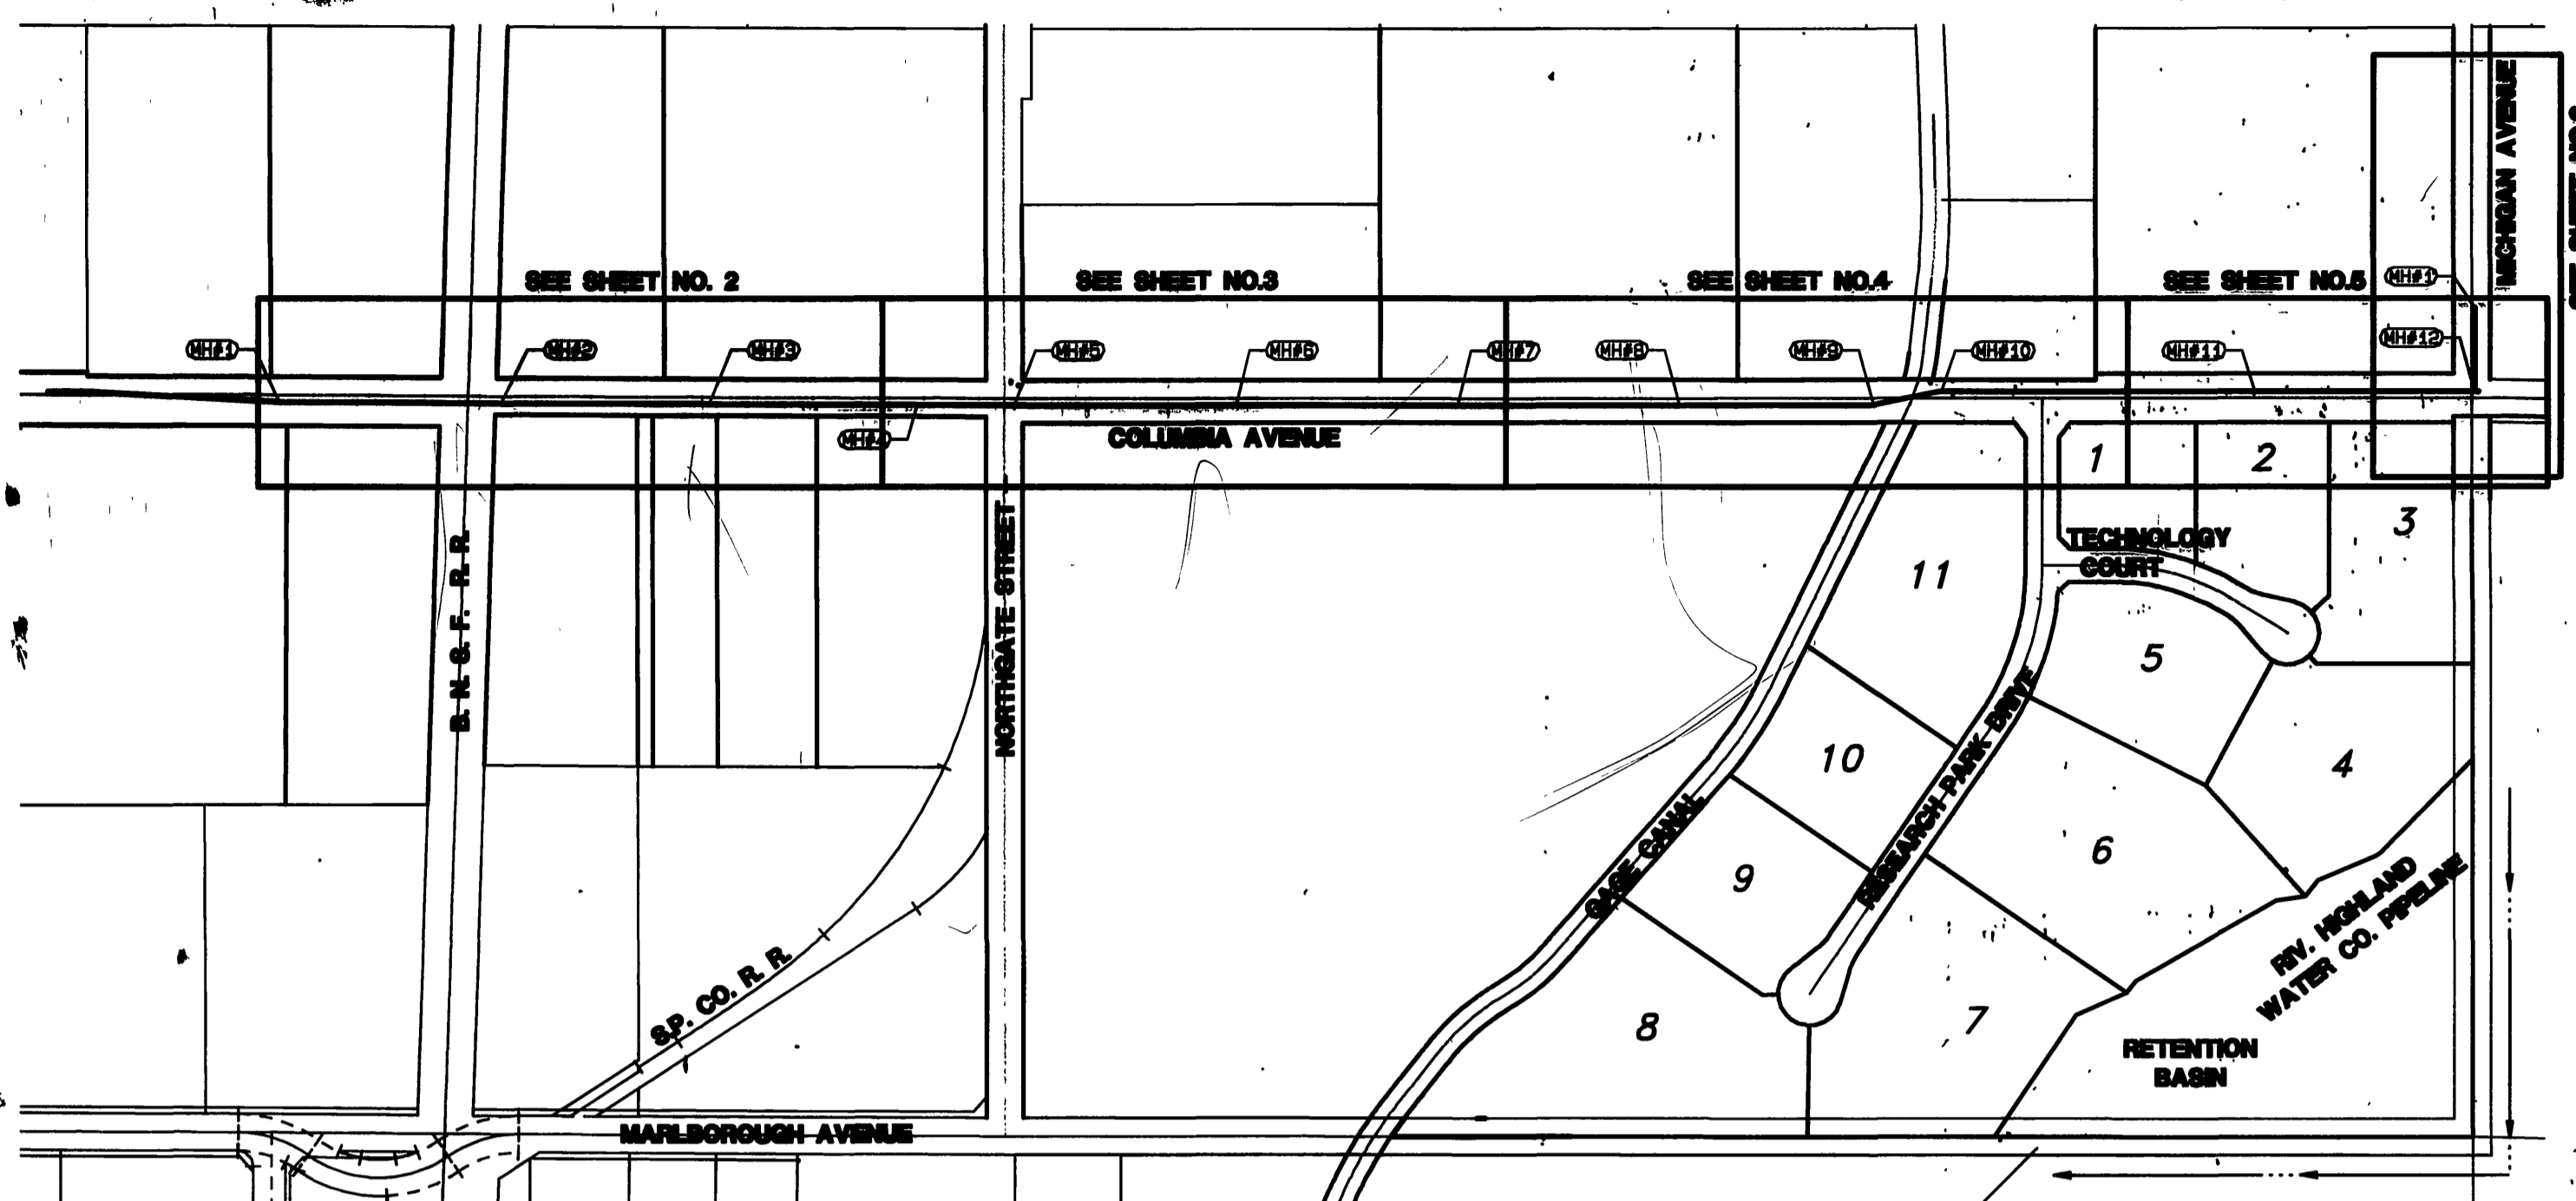 MICHIGAN AVENUE
SEE SHEET NO. 2
SEE SHEET NO.3
SEE SHEET NO.4
SEE SHEET NO.5
MH#1
MH#1
MH#2
MH#3
MH#5
MH#6
MH#7
MH#8
MH#9
MH#10
MH#11
MH#12
MH#4
COLUMBIA AVENUE
1
2
3
B. N. S. F. R. R.
NORTHGATE STREET
TECHNOLOGY
COURT
11
5
10
4
RESEARCH PARK DRIVE
GAGE CANAL
9
6
RIV. HIGHLAND
WATER CO. PIPELINE
S.P. CO. R. R.
8
7
RETENTION
BASIN
MARLBOROUGH AVENUE